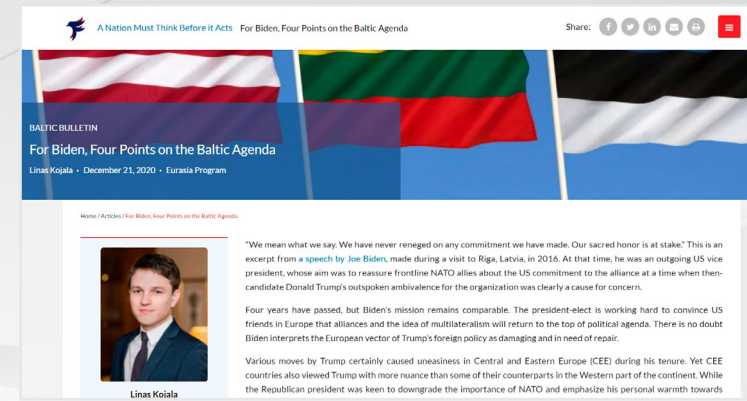 A Nation Must Think Before it Acts For Biden, Four Points on the Baltic Agenda Share:
BALTIC BULLETIN
For Biden, Four Points on the Baltic Agenda
Linas Kojala • December 21, 2020 • Eurasia Program
Home / Articles / For Biden, Four Points on the Baltic Agenda
"We mean what we say. We have never reneged on any commitment we have made. Our sacred honor is at stake." This is an
excerpt from a speech by Joe Biden, made during a visit to Riga, Latvia, in 2016. At that time, he was an outgoing US vice
president, whose aim was to reassure frontline NATO allies about the US commitment to the alliance at a time when then-
candidate Donald Trump's outspoken ambivalence for the organization was clearly a cause for concern.
Four years have passed, but Biden's mission remains comparable. The president-elect is working hard to convince US
friends in Europe that alliances and the idea of multilateralism will return to the top of political agenda. There is no doubt
Biden interprets the European vector of Trump's foreign policy as damaging and in need of repair.
Various moves by Trump certainly caused uneasiness in Central and Eastern Europe (CEE) during his tenure. Yet CEE
countries also viewed Trump with more nuance than some of their counterparts in the Western part of the continent. While
the Republican president was keen to downgrade the importance of NATO and emphasize his personal warmth towards
Linas Kojala